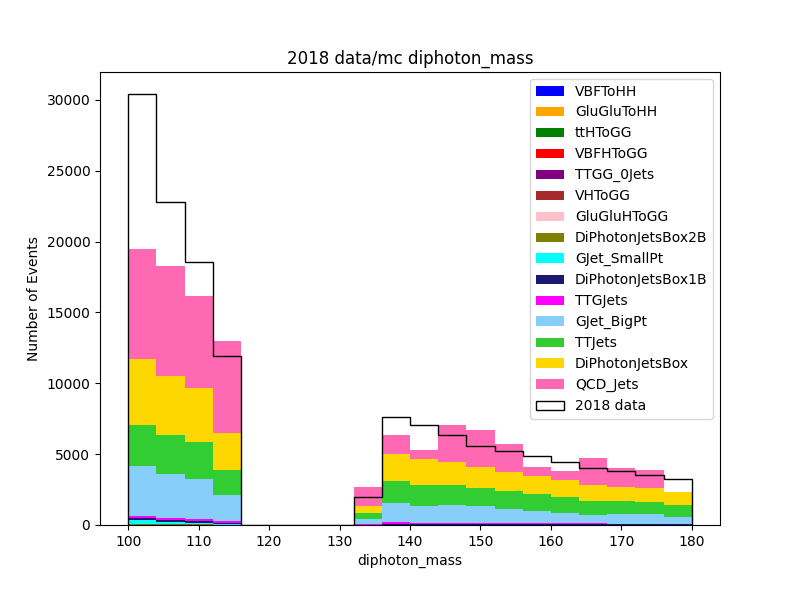 2018 data/mc diphoton_mass
Number of Events
30000
25000
20000
15000
10000
5000
0
100
110
120
130
140
150
160
170
180
diphoton_mass
VBFToHH
GluGluToHH
ttHToGG
VBFHToGG
TTGG_0Jets
VHToGG
GluGluHToGG
DiPhotonJetsBox2B
GJet_SmallPt
DiPhotonJetsBox1B
TTGJets
GJet_BigPt
TTJets
DiPhotonJetsBox
QCD_Jets
2018 data